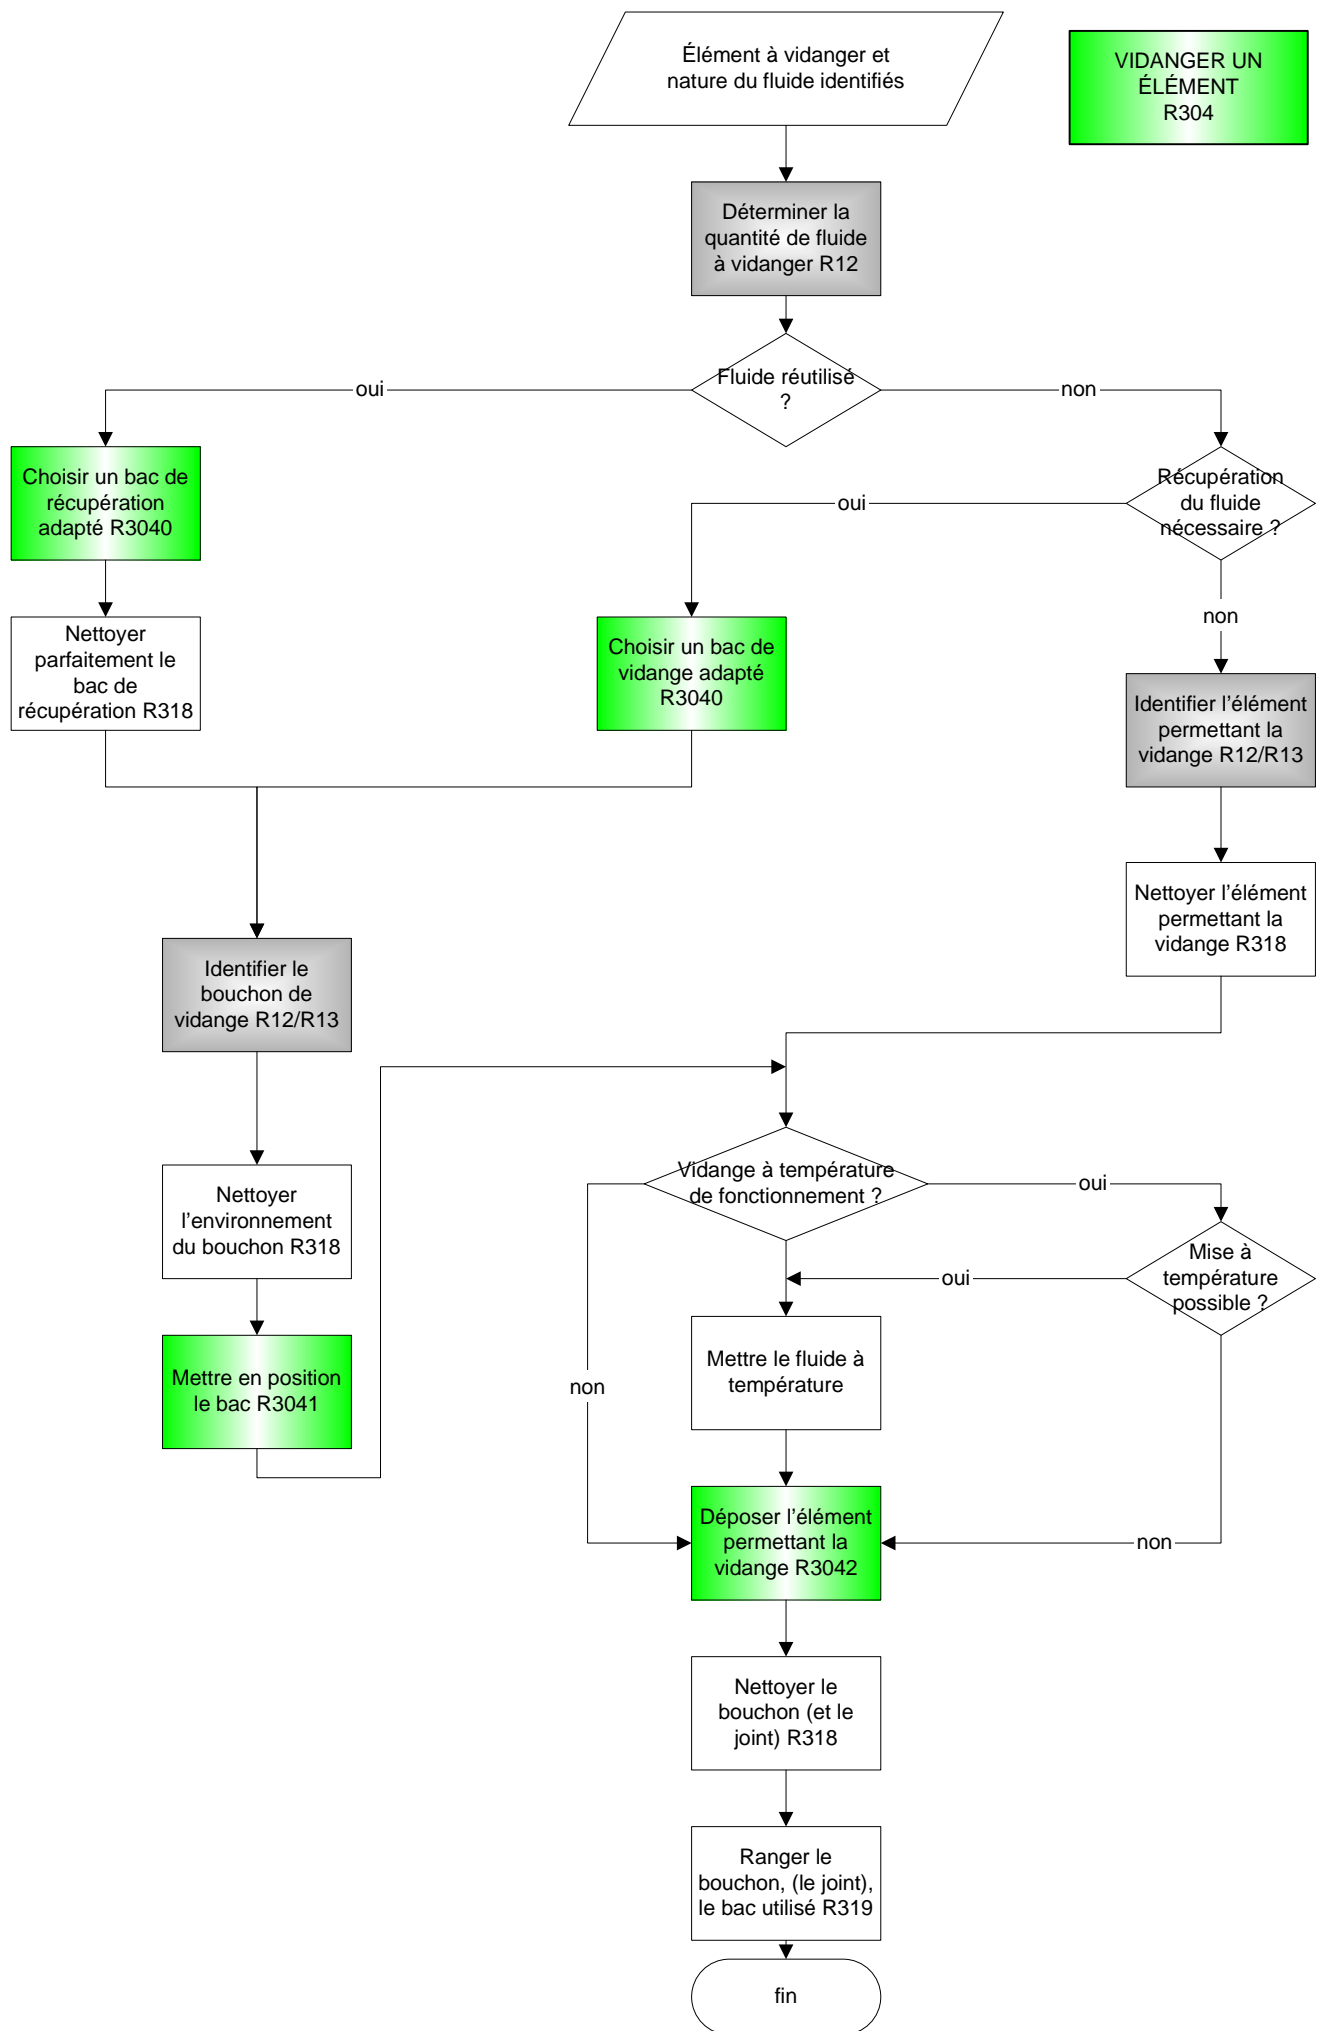 Élément à vidanger et
nature du fluide identifiés
VIDANGER UN
ÉLÉMENT
R304
Déterminer la
quantité de fluide
à vidanger R12
Fluide réutilisé
?
oui
non
Choisir un bac de
récupération
adapté R3040
Récupération
du fluide
nécessaire ?
oui
non
Nettoyer
parfaitement le
bac de
récupération R318
Choisir un bac de
vidange adapté
R3040
Identifier l’élément
permettant la
vidange R12/R13
Nettoyer l’élément
permettant la
vidange R318
Identifier le
bouchon de
vidange R12/R13
Nettoyer
l’environnement
du bouchon R318
Mettre en position
le bac R3041
Vidange à température
de fonctionnement ?
oui
Mise à
température
possible ?
oui
non
Mettre le fluide à
température
non
Déposer l’élément
permettant la
vidange R3042
Nettoyer le
bouchon (et le
joint) R318
Ranger le
bouchon, (le joint),
le bac utilisé R319
fin